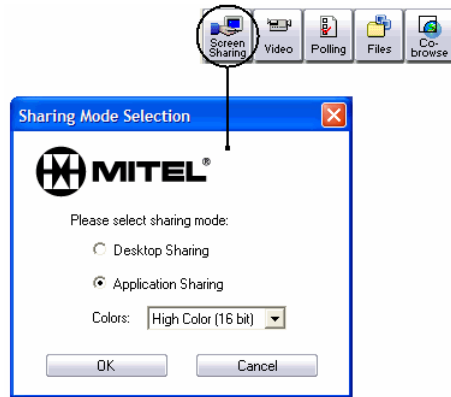 Screen Sharing
Video
Polling
Files
Co-browse
Sharing Mode Selection
MITEL®
Please select sharing mode:
Desktop Sharing
Application Sharing
Colors: High Color (16 bit)
OK Cancel